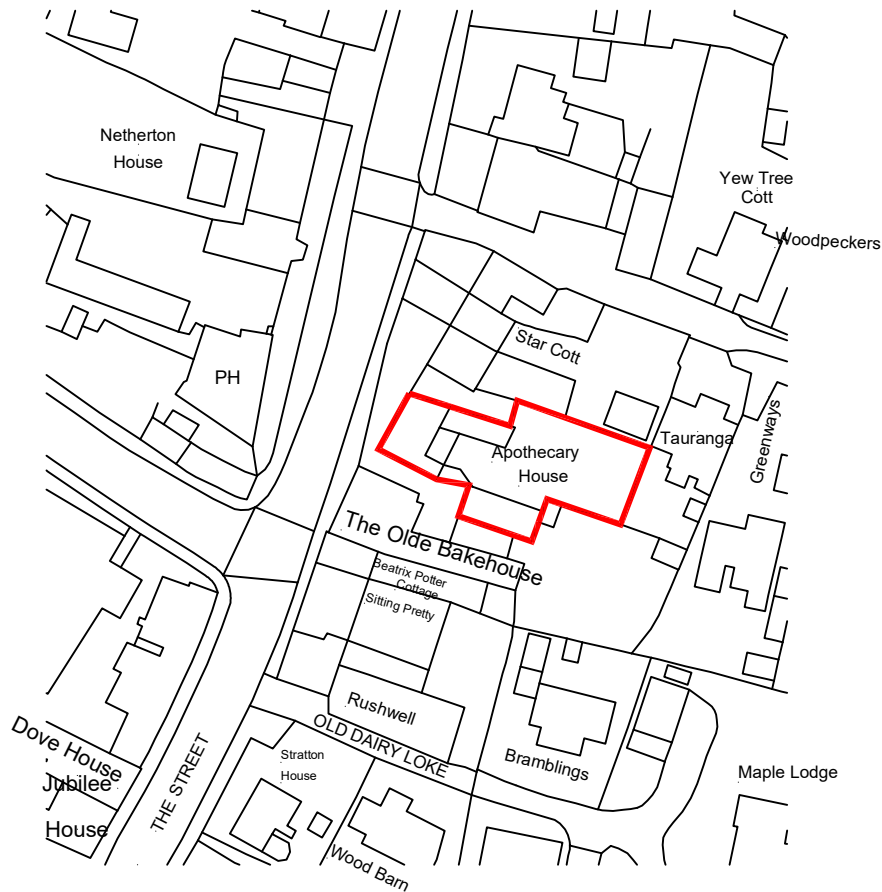 Netherton
House
Yew Tree
Cott
Woodpeckers
Star Cott
PH
Tauranga
Greenways
Apothecary
House
The Olde Bakehouse
Beatrix Potter
Cottage
Sitting Pretty
Rushwell
OLD DAIRY LOKE
Dove House
THE STREET
Stratton
House
Bramblings
Maple Lodge
Jubilee
House
Wood Barn